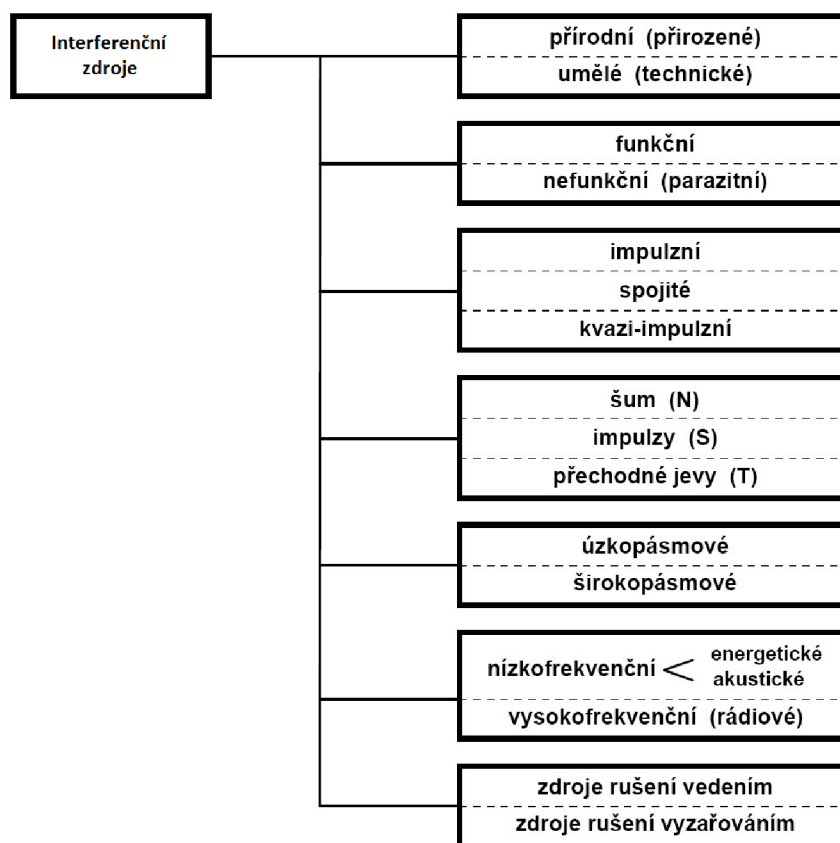 Interferenční
zdroje
přírodní (přirozené)
umělé (technické)
funkční
nefunkční (parazitní)
impulzní
spojité
kvazi-impulzní
šum (N)
impulzy (S)
přechodné jevy (T)
úzkopásmové
širokopásmové
nízkofrekvenční < energetické
akustické
vysokofrekvenční (rádiové)
zdroje rušení vedením
zdroje rušení vyzařováním